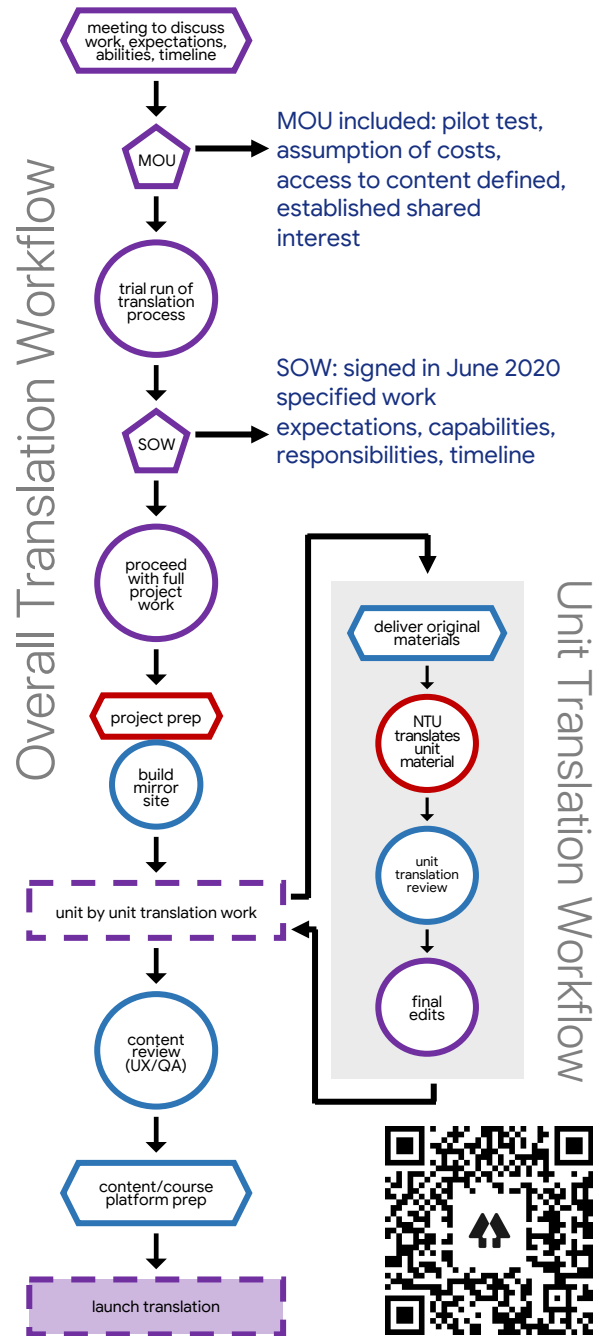 Overall Translation Workflow
meeting to discuss
work, expectations,
abilities, timeline
MOU
MOU included: pilot test,
assumption of costs,
access to content defined,
established shared
interest
trial run of
translation
process
SOW
SOW: signed in June 2020
specified work
expectations, capabilities,
responsibilities, timeline
proceed
with full
project
work
project prep
build
mirror
site
unit by unit translation work
Unit Translation Workflow
deliver original
materials
NTU
translates
unit
material
unit
translation
review
final
edits
content
review
(UX/QA)
content/course
platform prep
launch translation